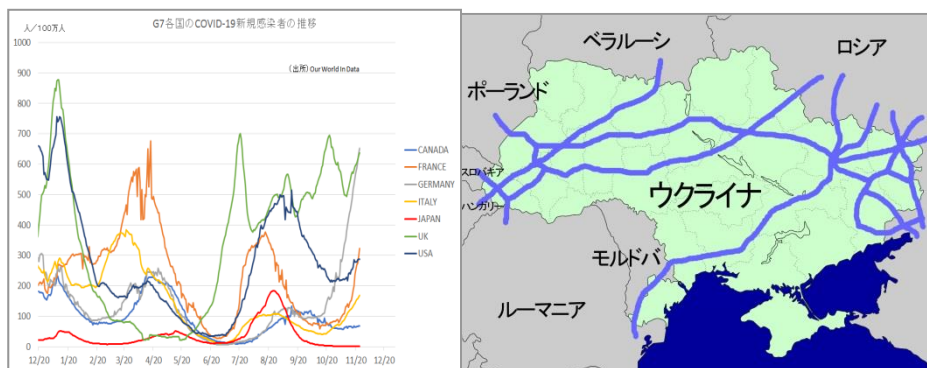 G7各国のCOVID-19新規感染者の推移
人/100万人
(出所) Our World In Data
1000
900
800
700
600
500
400
300
200
100
0
12/20 1/20 2/20 3/20 4/20 5/20 6/20 7/20 8/20 9/20 10/20 11/20 12/20
CANADA
FRANCE
GERMANY
ITALY
JAPAN
UK
USA
ベラルーシ
ロシア
ポーランド
スロバキア
ハンガリー
ウクライナ
モルドバ
ルーマニア